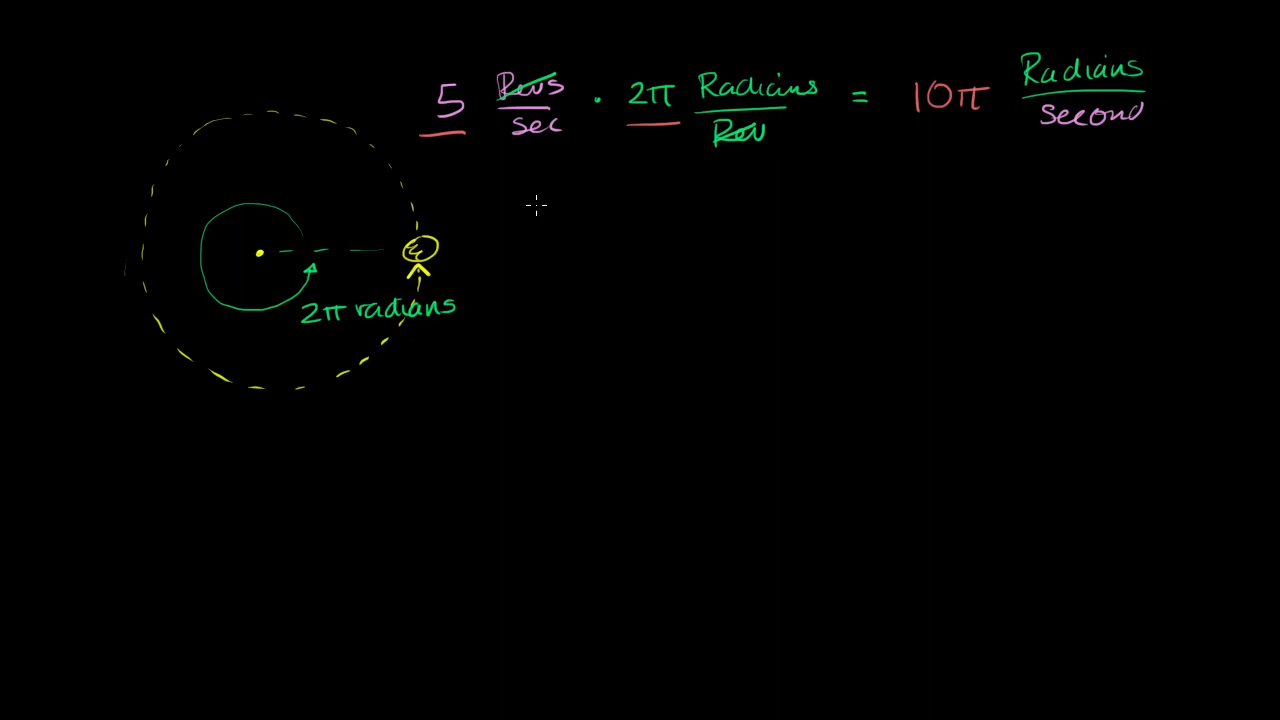 5 Revs/sec · 2π Radians/Rev = 10π Radians/second
2π radians